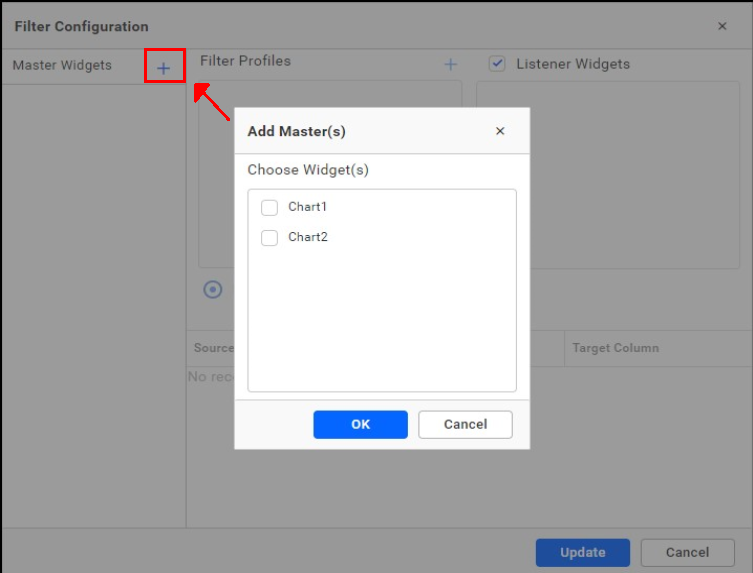 Filter Configuration
Master Widgets
Filter Profiles
Listener Widgets
Add Master(s)
Choose Widget(s)
Chart1
Chart2
Source
Target Column
No rec
OK
Cancel
Update
Cancel